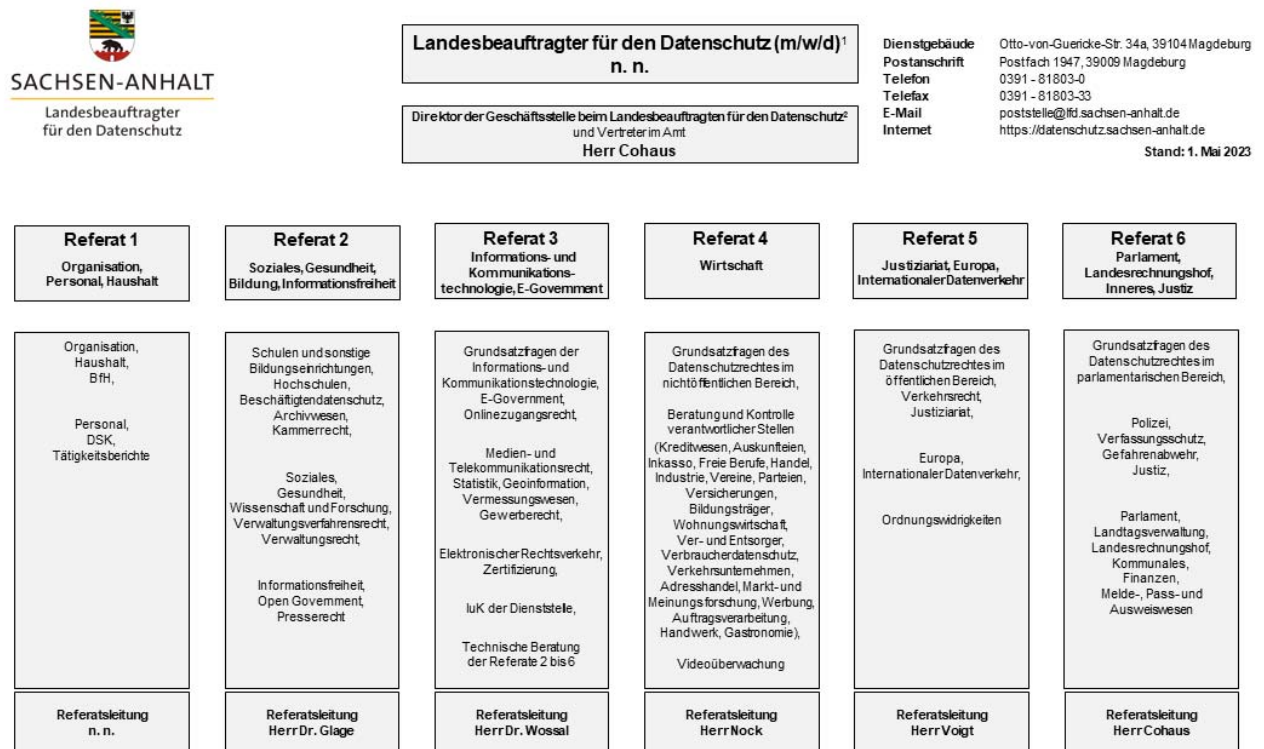 SACHSEN-ANHALT
Landesbeauftragter
für den Datenschutz
Landesbeauftragter für den Datenschutz (m/w/d)¹
n. n.
Direktor der Geschäftsstelle beim Landesbeauftragten für den Datenschutz²
und Vertreter im Amt
Herr Cohaus
Dienstgebäude Otto-von-Guericke-Str. 34a, 39104 Magdeburg
Postanschrift Postfach 1947, 39009 Magdeburg
Telefon 0391 - 81803-0
Telefax 0391 - 81803-33
E-Mail poststelle@lfd.sachsen-anhalt.de
Internet https://datenschutz.sachsen-anhalt.de
Stand: 1. Mai 2023
Referat 1
Organisation,
Personal, Haushalt
Organisation,
Haushalt,
BfH,
Personal,
DSK,
Tätigkeitsberichte
Referatsleitung
n. n.
Referat 2
Soziales, Gesundheit,
Bildung, Informationsfreiheit
Schulen und sonstige
Bildungseinrichtungen,
Hochschulen,
Beschäftigtendatenschutz,
Archivwesen,
Kammerrecht,
Soziales,
Gesundheit,
Wissenschaft und Forschung,
Verwaltungsverfahrensrecht,
Verwaltungsrecht,
Informationsfreiheit,
Open Government,
Presserecht
Referatsleitung
Herr Dr. Glage
Referat 3
Informations- und
Kommunikations-
technologie, E-Government
Grundsatzfragen der
Informations- und
Kommunikationstechnologie,
E-Government,
Onlinezugangsrecht,
Medien- und
Telekommunikationsrecht,
Statistik, Geoinformation,
Vermessungswesen,
Gewerberecht,
Elektronischer Rechtsverkehr,
Zertifizierung,
IuK der Dienststelle,
Technische Beratung
der Referate 2 bis 6
Referatsleitung
Herr Dr. Wossal
Referat 4
Wirtschaft
Grundsatzfragen des
Datenschutzrechtes im
nichtöffentlichen Bereich,
Beratung und Kontrolle
verantwortlicher Stellen
(Kreditwesen, Auskunfteien,
Inkasso, Freie Berufe, Handel,
Industrie, Vereine, Parteien,
Versicherungen,
Bildungsträger,
Wohnungswirtschaft,
Ver- und Entsorger,
Verbraucherdatenschutz,
Verkehrsunternehmen,
Adresshandel, Markt- und
Meinungsforschung, Werbung,
Auftragsverarbeitung,
Handwerk, Gastronomie),
Videoüberwachung
Referatsleitung
Herr Nock
Referat 5
Justiziariat, Europa,
Internationaler Datenverkehr
Grundsatzfragen des
Datenschutzrechtes im
öffentlichen Bereich,
Verkehrsrecht,
Justiziariat,
Europa,
Internationaler Datenverkehr,
Ordnungswidrigkeiten
Referatsleitung
Herr Voigt
Referat 6
Parlament,
Landesrechnungshof,
Inneres, Justiz
Grundsatzfragen des
Datenschutzrechtes im
parlamentarischen Bereich,
Polizei,
Verfassungsschutz,
Gefahrenabwehr,
Justiz,
Parlament,
Landtagsverwaltung,
Landesrechnungshof,
Kommunales,
Finanzen,
Melde-, Pass- und
Ausweiswesen
Referatsleitung
Herr Cohaus